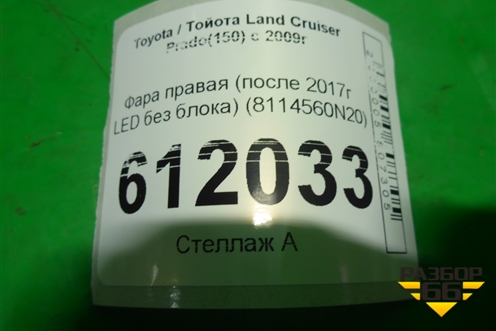 Toyota / Тойота Land Cruiser
Prado(150) с 2009г
Фара правая (после 2017г
LED без блока) (8114560N20)
612033
Стеллаж А
РАЗБОР
66